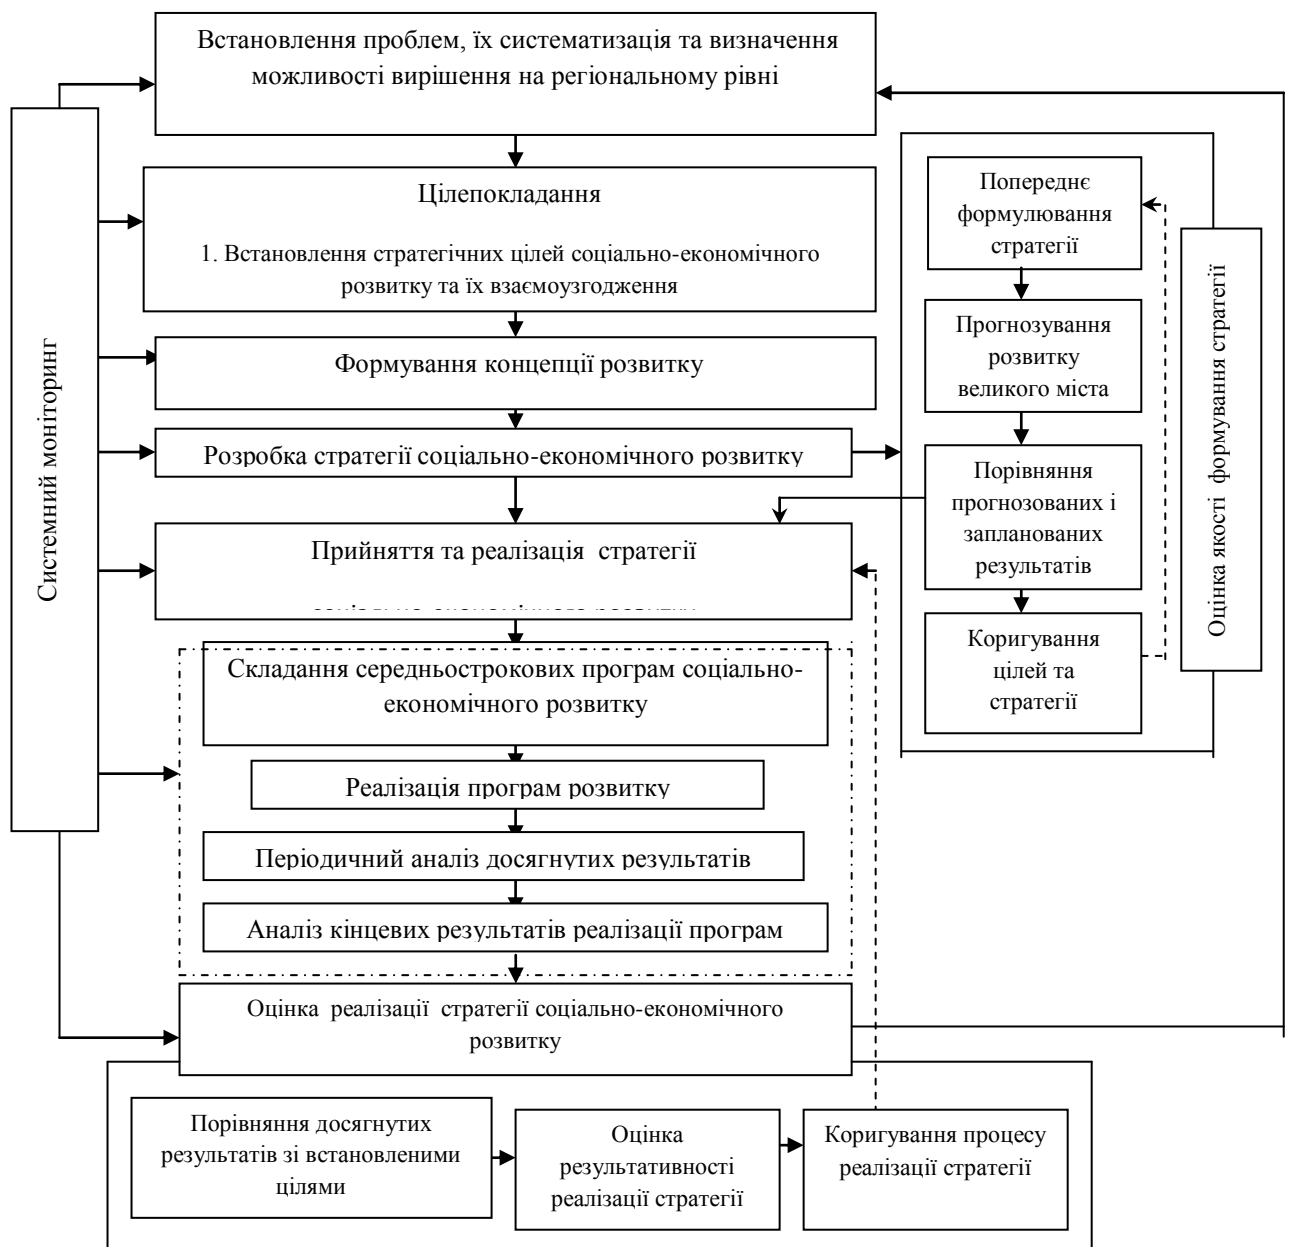 Встановлення проблем, їх систематизація та визначення
можливості вирішення на регіональному рівні
Цілепокладання
1. Встановлення стратегічних цілей соціально-економічного
розвитку та їх взаємоузгодження
Формування концепції розвитку
Розробка стратегії соціально-економічного розвитку
Прийняття та реалізація стратегії
соціально-економічного розвитку
Складання середньострокових програм соціально-
економічного розвитку
Реалізація програм розвитку
Періодичний аналіз досягнутих результатів
Аналіз кінцевих результатів реалізації програм
Оцінка реалізації стратегії соціально-економічного
розвитку
Порівняння досягнутих
результатів зі встановленими
цілями
Оцінка
результативності
реалізації стратегії
Коригування процесу
реалізації стратегії
Системний моніторинг
Попереднє
формулювання
стратегії
Прогнозування
розвитку
великого міста
Порівняння
прогнозованих і
запланованих
результатів
Коригування
цілей та
стратегії
Оцінка якості формування стратегії